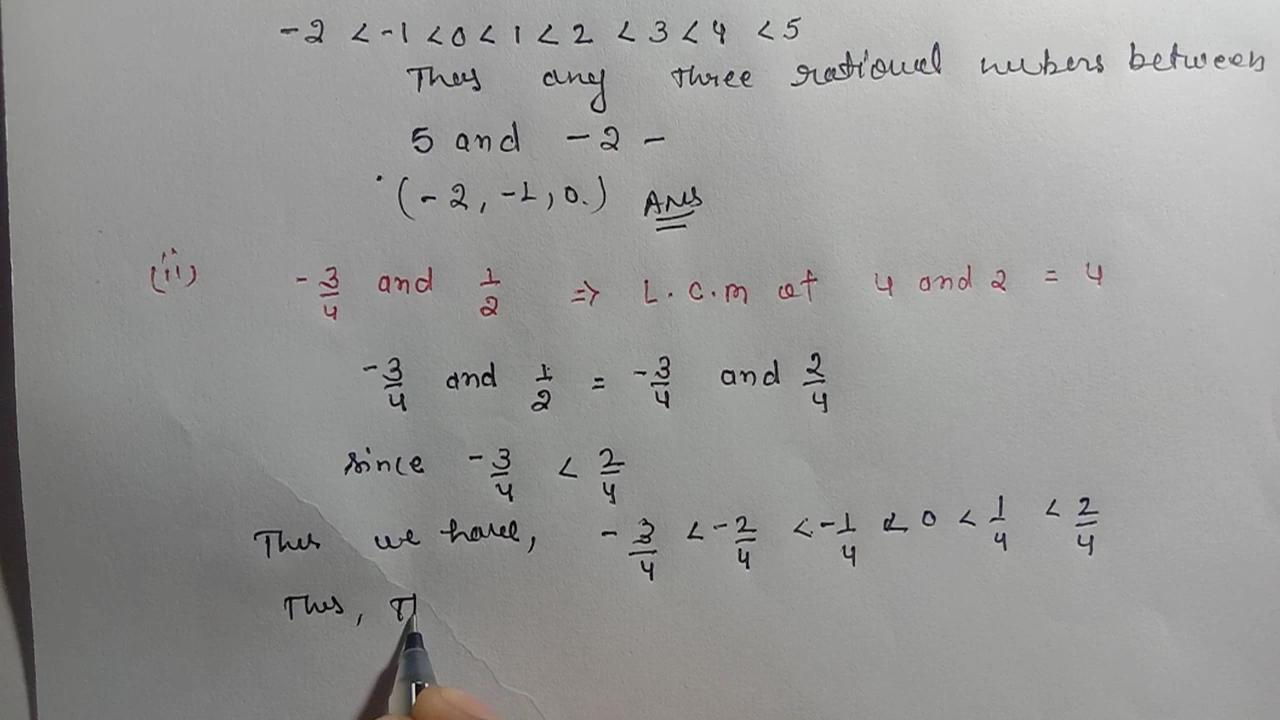 -2 < -1 < 0 < 1 < 2 < 3 < 4 < 5
Thus any three rational nubers between
5 and -2 -
(-2, -1, 0.) Ans
(ii) -3/4 and 1/2 => L.C.M of 4 and 2 = 4
-3/4 and 1/2 = -3/4 and 2/4
since -3/4 < 2/4
Thus we have, -3/4 < -2/4 < -1/4 < 0 < 1/4 < 2/4
Thus, T